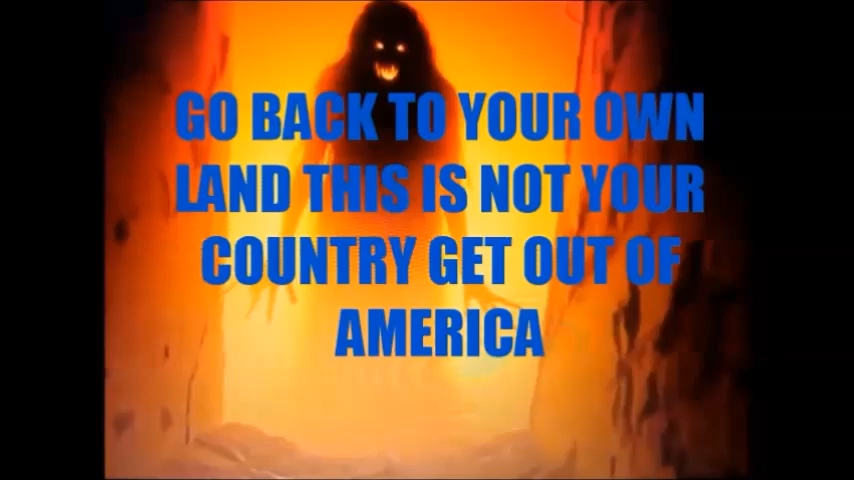 GO BACK TO YOUR OWN
LAND THIS IS NOT YOUR
COUNTRY GET OUT OF
AMERICA